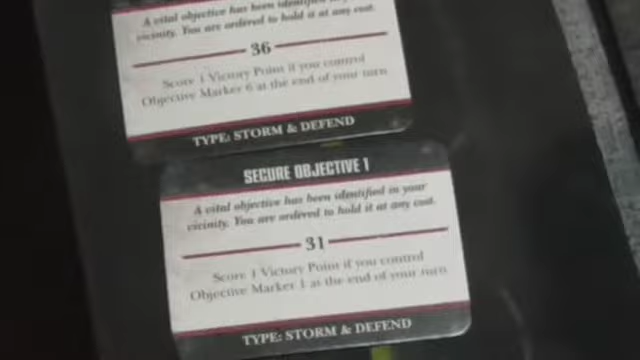 A vital objective has been identified in your
vicinity. You are ordered to hold it at any cost.
36
Score 1 Victory Point if you control
Objective Marker 6 at the end of your turn
TYPE: STORM & DEFEND
SECURE OBJECTIVE 1
A vital objective has been identified in your
vicinity. You are ordered to hold it at any cost.
31
Score 1 Victory Point if you control
Objective Marker 1 at the end of your turn
TYPE: STORM & DEFEND